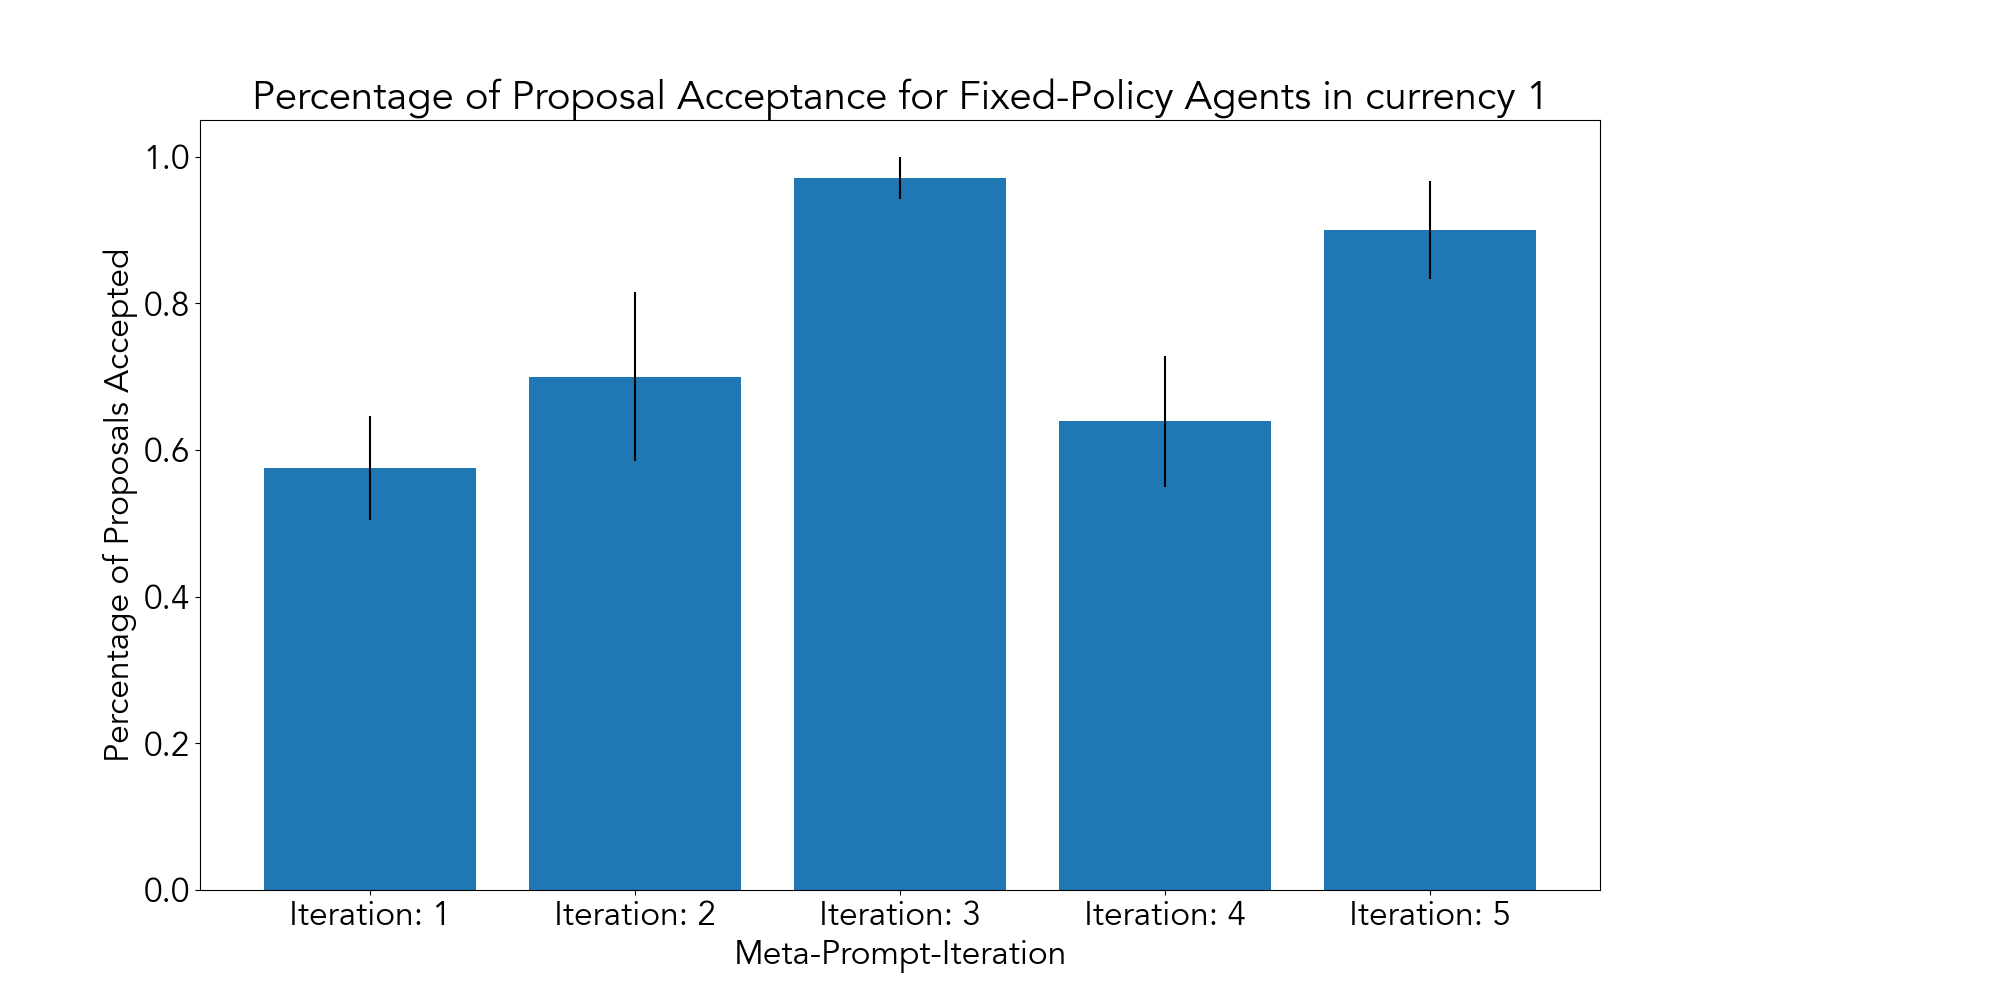 Percentage of Proposal Acceptance for Fixed-Policy Agents in currency 1
Percentage of Proposals Accepted
1.0
0.8
0.6
0.4
0.2
0.0
Iteration: 1
Iteration: 2
Iteration: 3
Iteration: 4
Iteration: 5
Meta-Prompt-Iteration